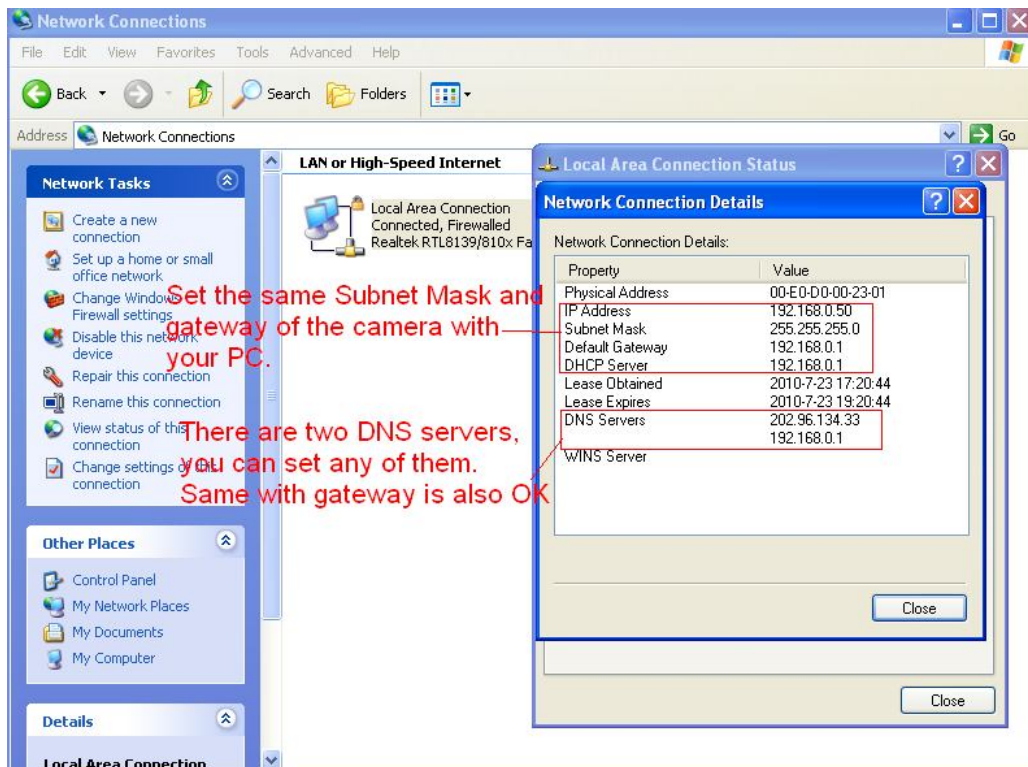 Network Connections
File Edit View Favorites Tools Advanced Help
Back Search Folders
Address Network Connections Go
Network Tasks
Create a new
connection
Set up a home or small
office network
Change Windows
Firewall settings
Disable this network
device
Repair this connection
Rename this connection
View status of this
connection
Change settings of this
connection
Other Places
Control Panel
My Network Places
My Documents
My Computer
Details
Local Area Connection
LAN or High-Speed Internet
Local Area Connection
Connected, Firewalled
Realtek RTL8139/810x Fa
Set the same Subnet Mask and
gateway of the camera with
your PC.
There are two DNS servers,
you can set any of them.
Same with gateway is also OK
Local Area Connection Status
Network Connection Details
Network Connection Details:
Property Value
Physical Address 00-E0-D0-00-23-01
IP Address 192.168.0.50
Subnet Mask 255.255.255.0
Default Gateway 192.168.0.1
DHCP Server 192.168.0.1
Lease Obtained 2010-7-23 17:20:44
Lease Expires 2010-7-23 19:20:44
DNS Servers 202.96.134.33
192.168.0.1
WINS Server
Close
Close